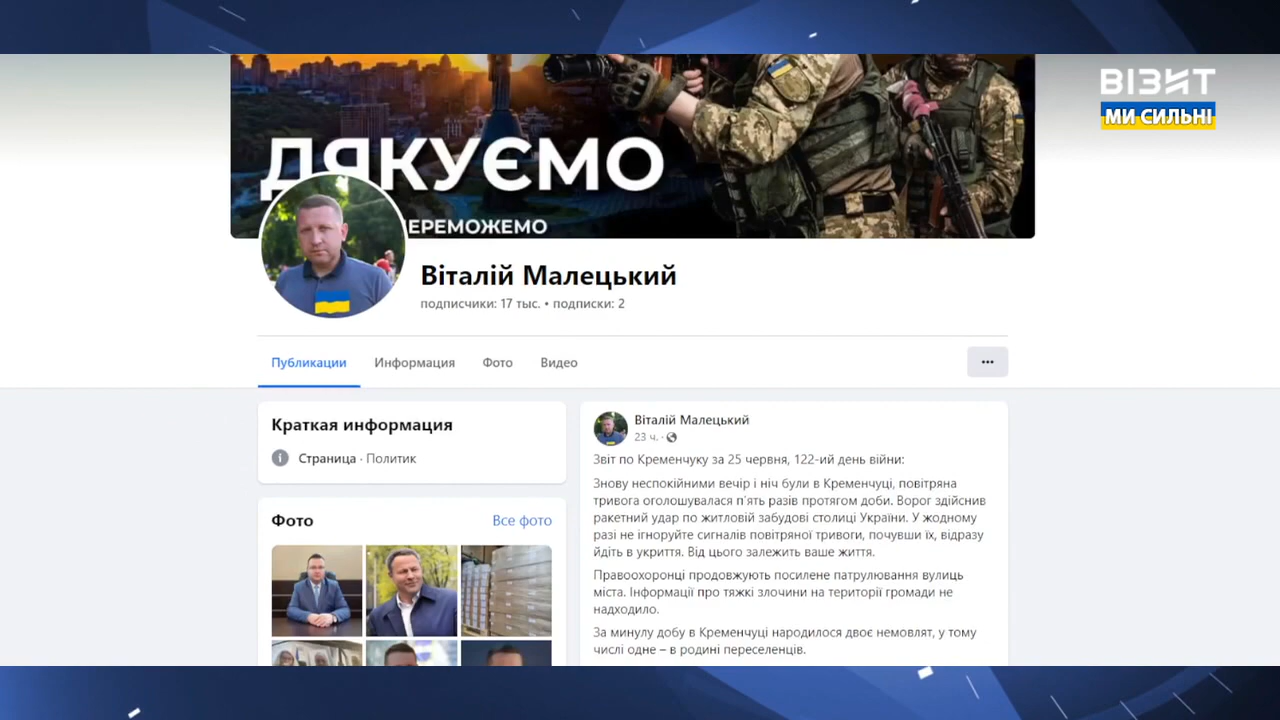 ВІЗИТ
МИ СИЛЬНІ
ДЯКУЄМО
ЕРЕМОЖЕМО
Віталій Малецький
подписчики: 17 тыс. • подписки: 2
Публикации
Информация
Фото
Видео
Краткая информация
Страница · Политик
Фото
Все фото
Віталій Малецький
23 ч. ·
Звіт по Кременчуку за 25 червня, 122-ий день війни:
Знову неспокійними вечір і ніч були в Кременчуці, повітряна
тривога оголошувалася п'ять разів протягом доби. Ворог здійснив
ракетний удар по житловій забудові столиці України. У жодному
разі не ігноруйте сигналів повітряної тривоги, почувши їх, відразу
йдіть в укриття. Від цього залежить ваше життя.
Правоохоронці продовжують посилене патрулювання вулиць
міста. Інформації про тяжкі злочини на території громади не
надходило.
За минулу добу в Кременчуці народилося двоє немовлят, у тому
числі одне – в родині переселенців.